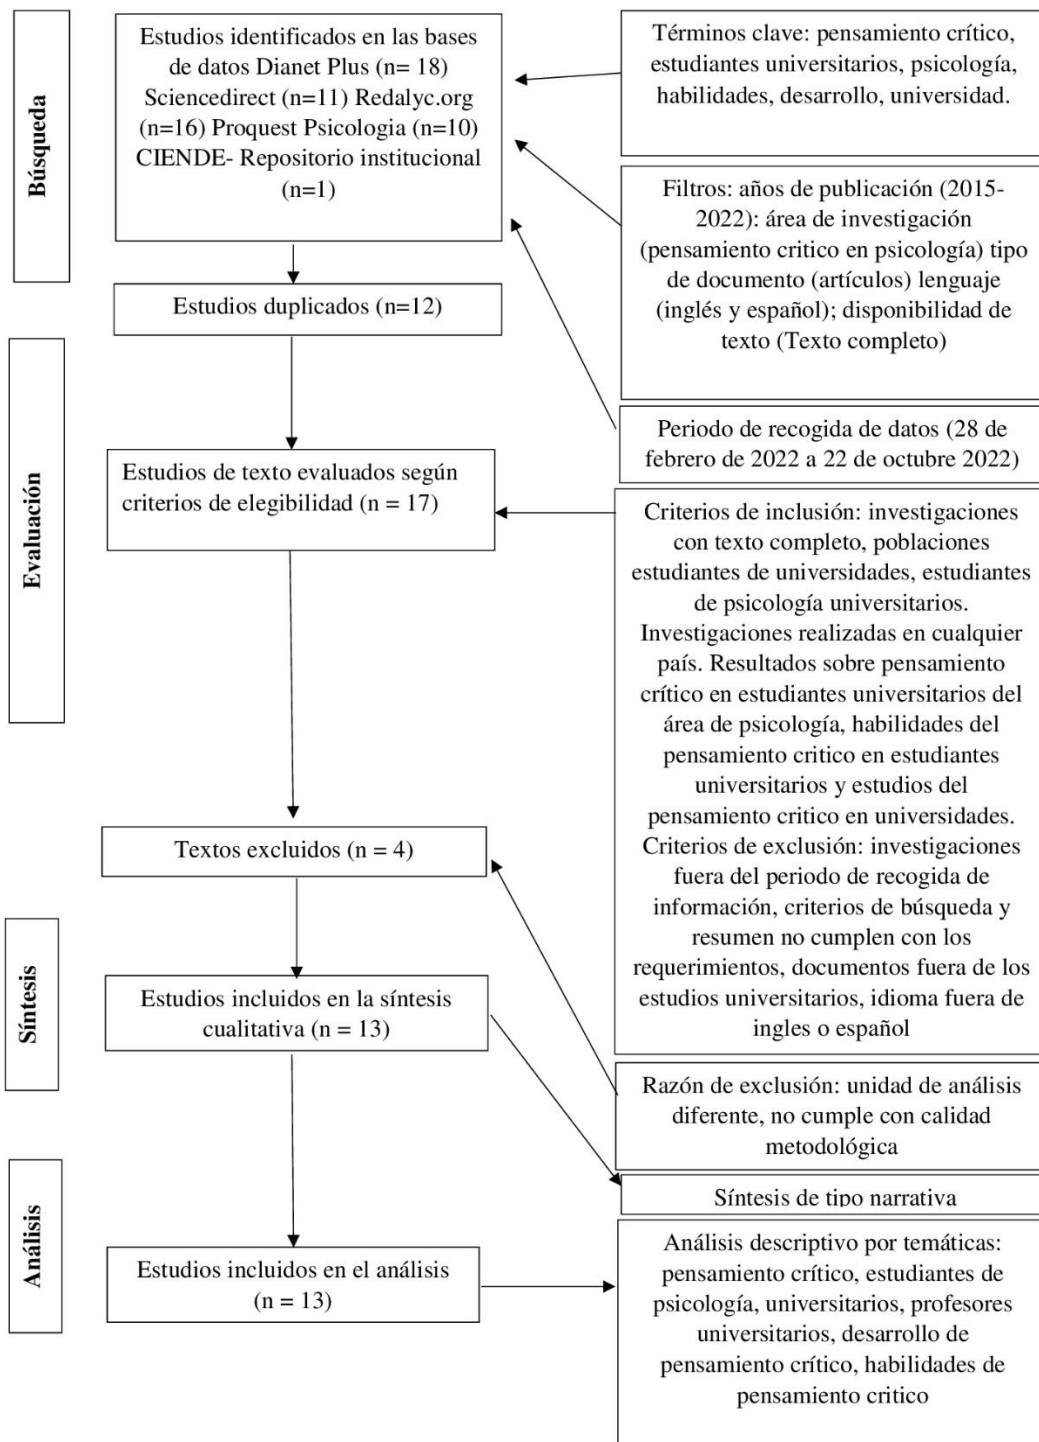 Búsqueda
Estudios identificados en las bases
de datos Dianet Plus (n= 18)
Sciencedirect (n=11) Redalyc.org
(n=16) Proquest Psicologia (n=10)
CIENDE- Repositorio institucional
(n=1)
Términos clave: pensamiento crítico,
estudiantes universitarios, psicología,
habilidades, desarrollo, universidad.
Filtros: años de publicación (2015-
2022): área de investigación
(pensamiento critico en psicología) tipo
de documento (artículos) lenguaje
(inglés y español); disponibilidad de
texto (Texto completo)
Estudios duplicados (n=12)
Periodo de recogida de datos (28 de
febrero de 2022 a 22 de octubre 2022)
Evaluación
Estudios de texto evaluados según
criterios de elegibilidad (n = 17)
Criterios de inclusión: investigaciones
con texto completo, poblaciones
estudiantes de universidades, estudiantes
de psicología universitarios.
Investigaciones realizadas en cualquier
país. Resultados sobre pensamiento
crítico en estudiantes universitarios del
área de psicología, habilidades del
pensamiento critico en estudiantes
universitarios y estudios del
pensamiento critico en universidades.
Criterios de exclusión: investigaciones
fuera del periodo de recogida de
información, criterios de búsqueda y
resumen no cumplen con los
requerimientos, documentos fuera de los
estudios universitarios, idioma fuera de
ingles o español
Textos excluidos (n = 4)
Síntesis
Estudios incluidos en la síntesis
cualitativa (n = 13)
Razón de exclusión: unidad de análisis
diferente, no cumple con calidad
metodológica
Síntesis de tipo narrativa
Análisis
Estudios incluidos en el análisis
(n = 13)
Análisis descriptivo por temáticas:
pensamiento crítico, estudiantes de
psicología, universitarios, profesores
universitarios, desarrollo de
pensamiento crítico, habilidades de
pensamiento critico